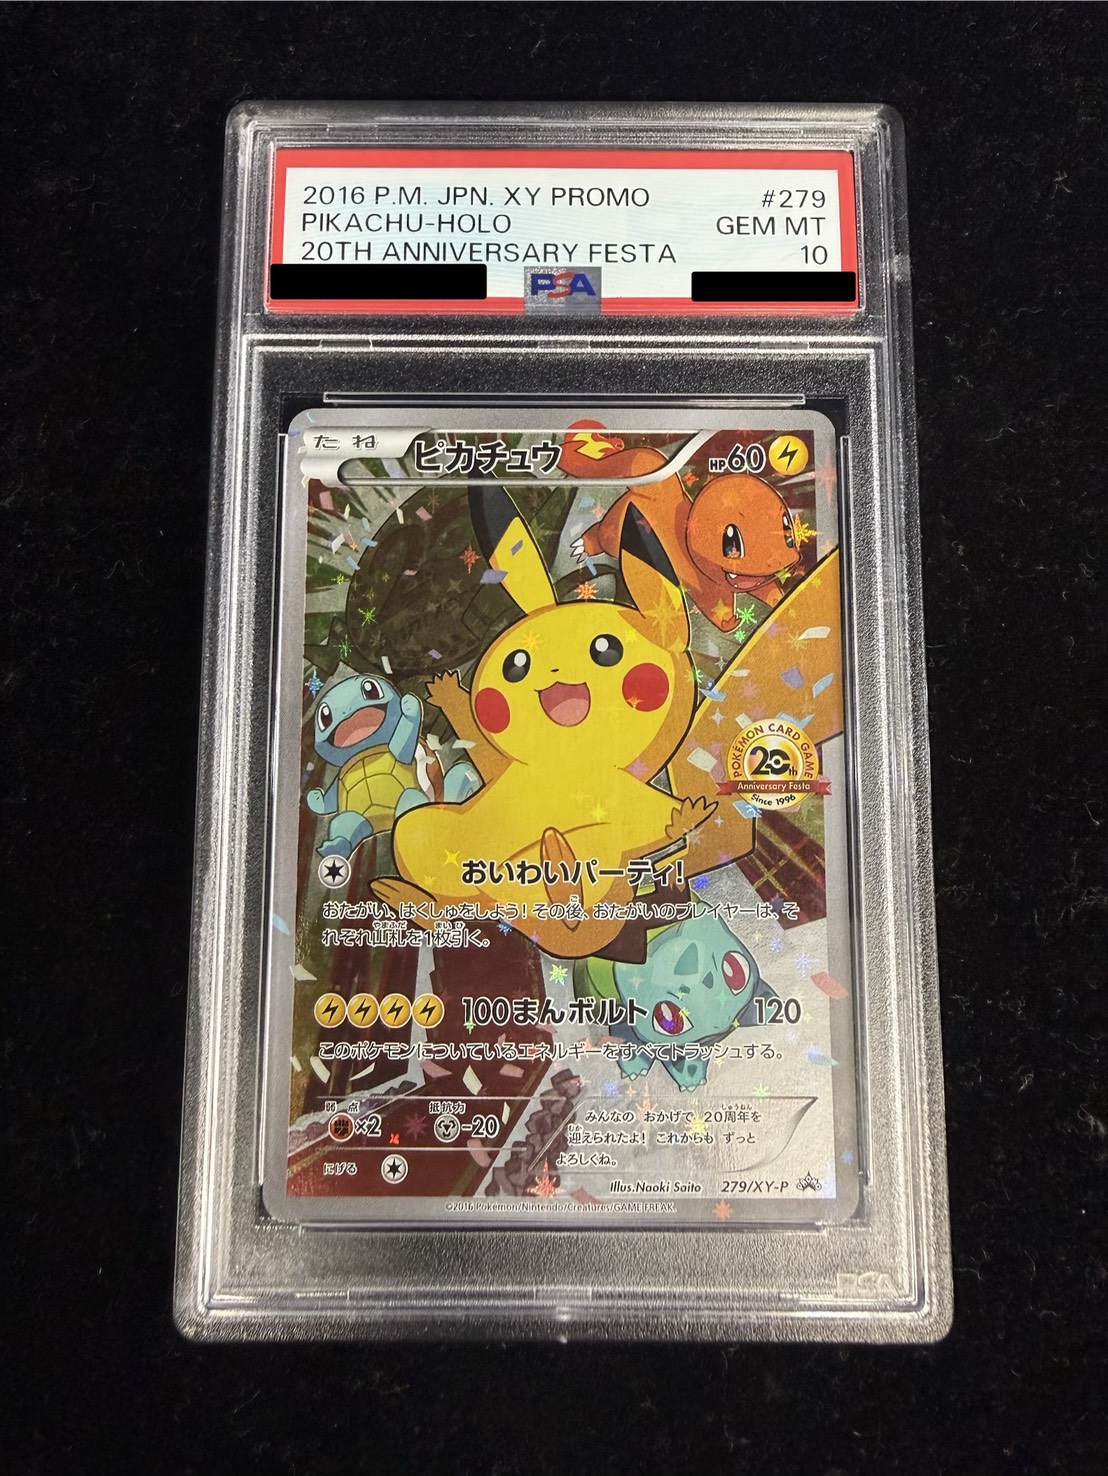 2016 P.M. JPN. XY PROMO #279
PIKACHU-HOLO GEM MT
20TH ANNIVERSARY FESTA 10
PSA
たね ピカチュウ HP60
POKÉMON CARD GAME
20th
Anniversary Festa
Since 1996
おいわいパーティ!
おたがい、はくしゅをしよう!その後、おたがいのプレイヤーは、そ
れぞれ山札を1枚引く。
100まんボルト 120
このポケモンについているエネルギーをすべてトラッシュする。
弱点 抵抗力
×2 -20
にげる
みんなの おかげで 20周年を
迎えられたよ! これからも ずっと
よろしくね。
Illus.Naoki Saito 279/XY-P
©2016 Pokémon/Nintendo/Creatures/GAME FREAK.
PSA